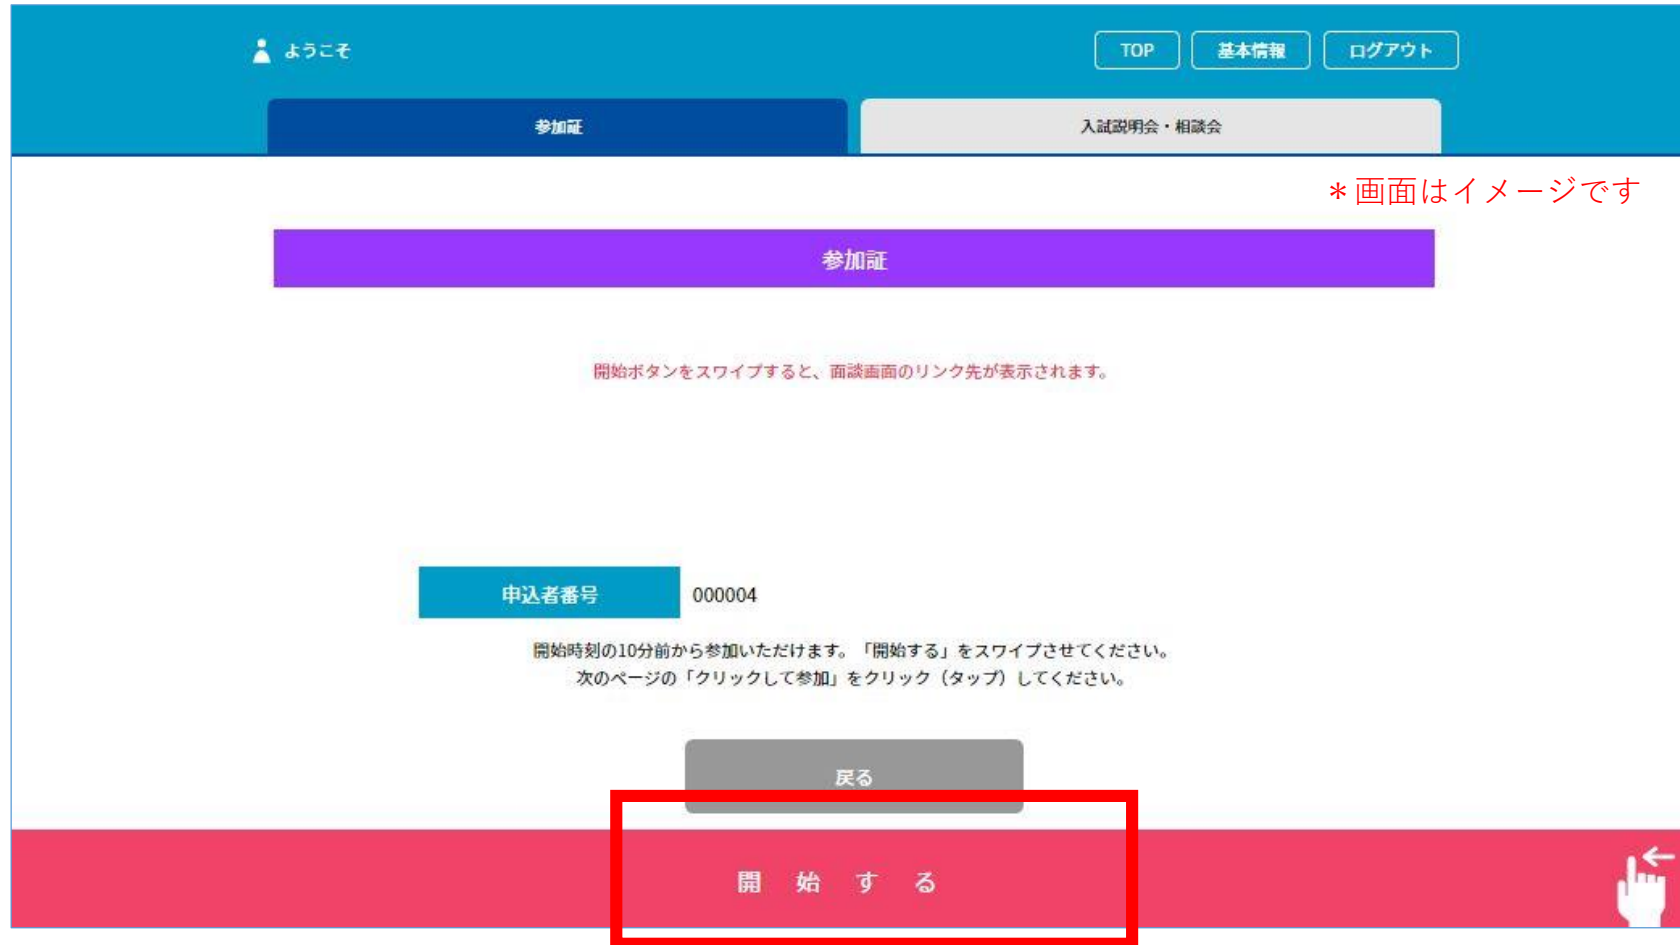 ようこそ
TOP
基本情報
ログアウト
参加証
入試説明会・相談会
＊画面はイメージです
参加証
開始ボタンをスワイプすると、面談画面のリンク先が表示されます。
申込者番号
000004
開始時刻の10分前から参加いただけます。「開始する」をスワイプさせてください。
次のページの「クリックして参加」をクリック（タップ）してください。
戻る
開始する